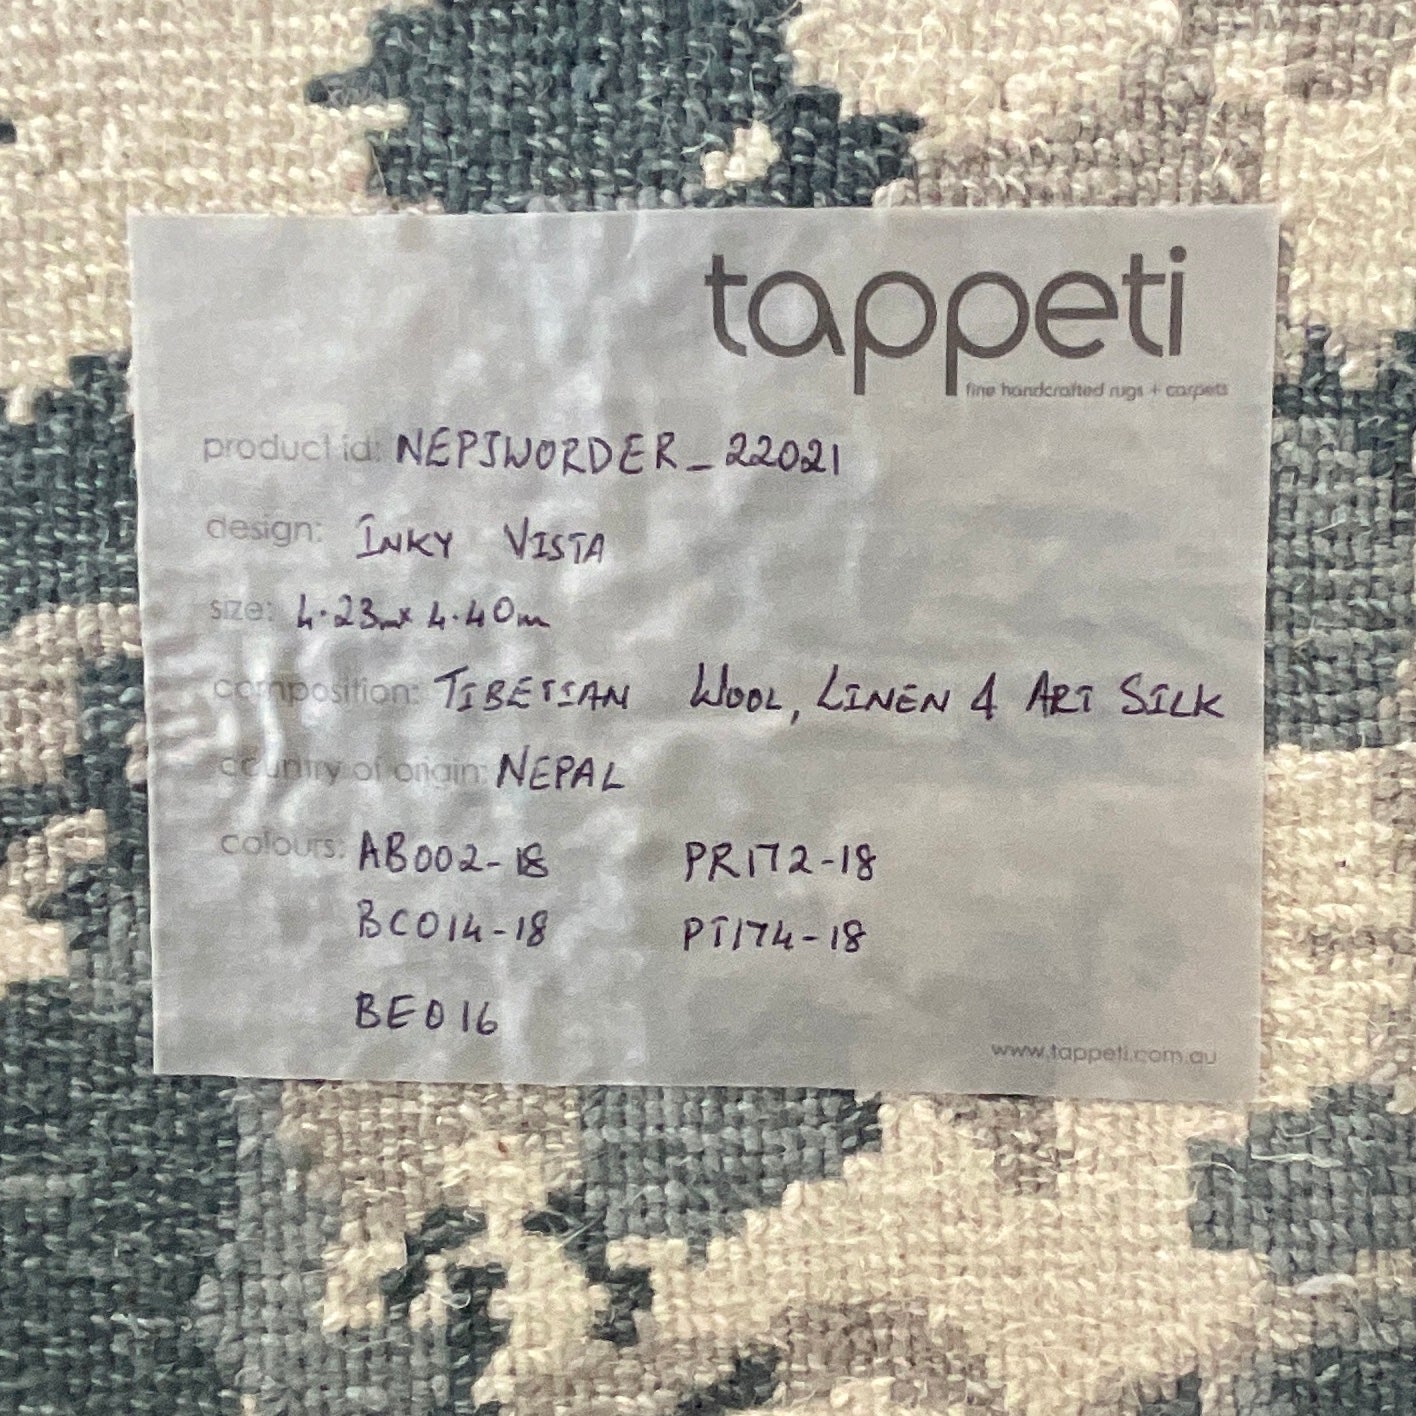 tappeti
fine handcrafted rugs + carpets
product id: NEPJWORDER_22021
design: INKY VISTA
size: 4.23m x 4.40m
composition: TIBETIAN WOOL, LINEN & ART SILK
country of origin: NEPAL
colours: AB002-18 PR172-18
BC014-18 PT174-18
BE016
www.tappeti.com.au